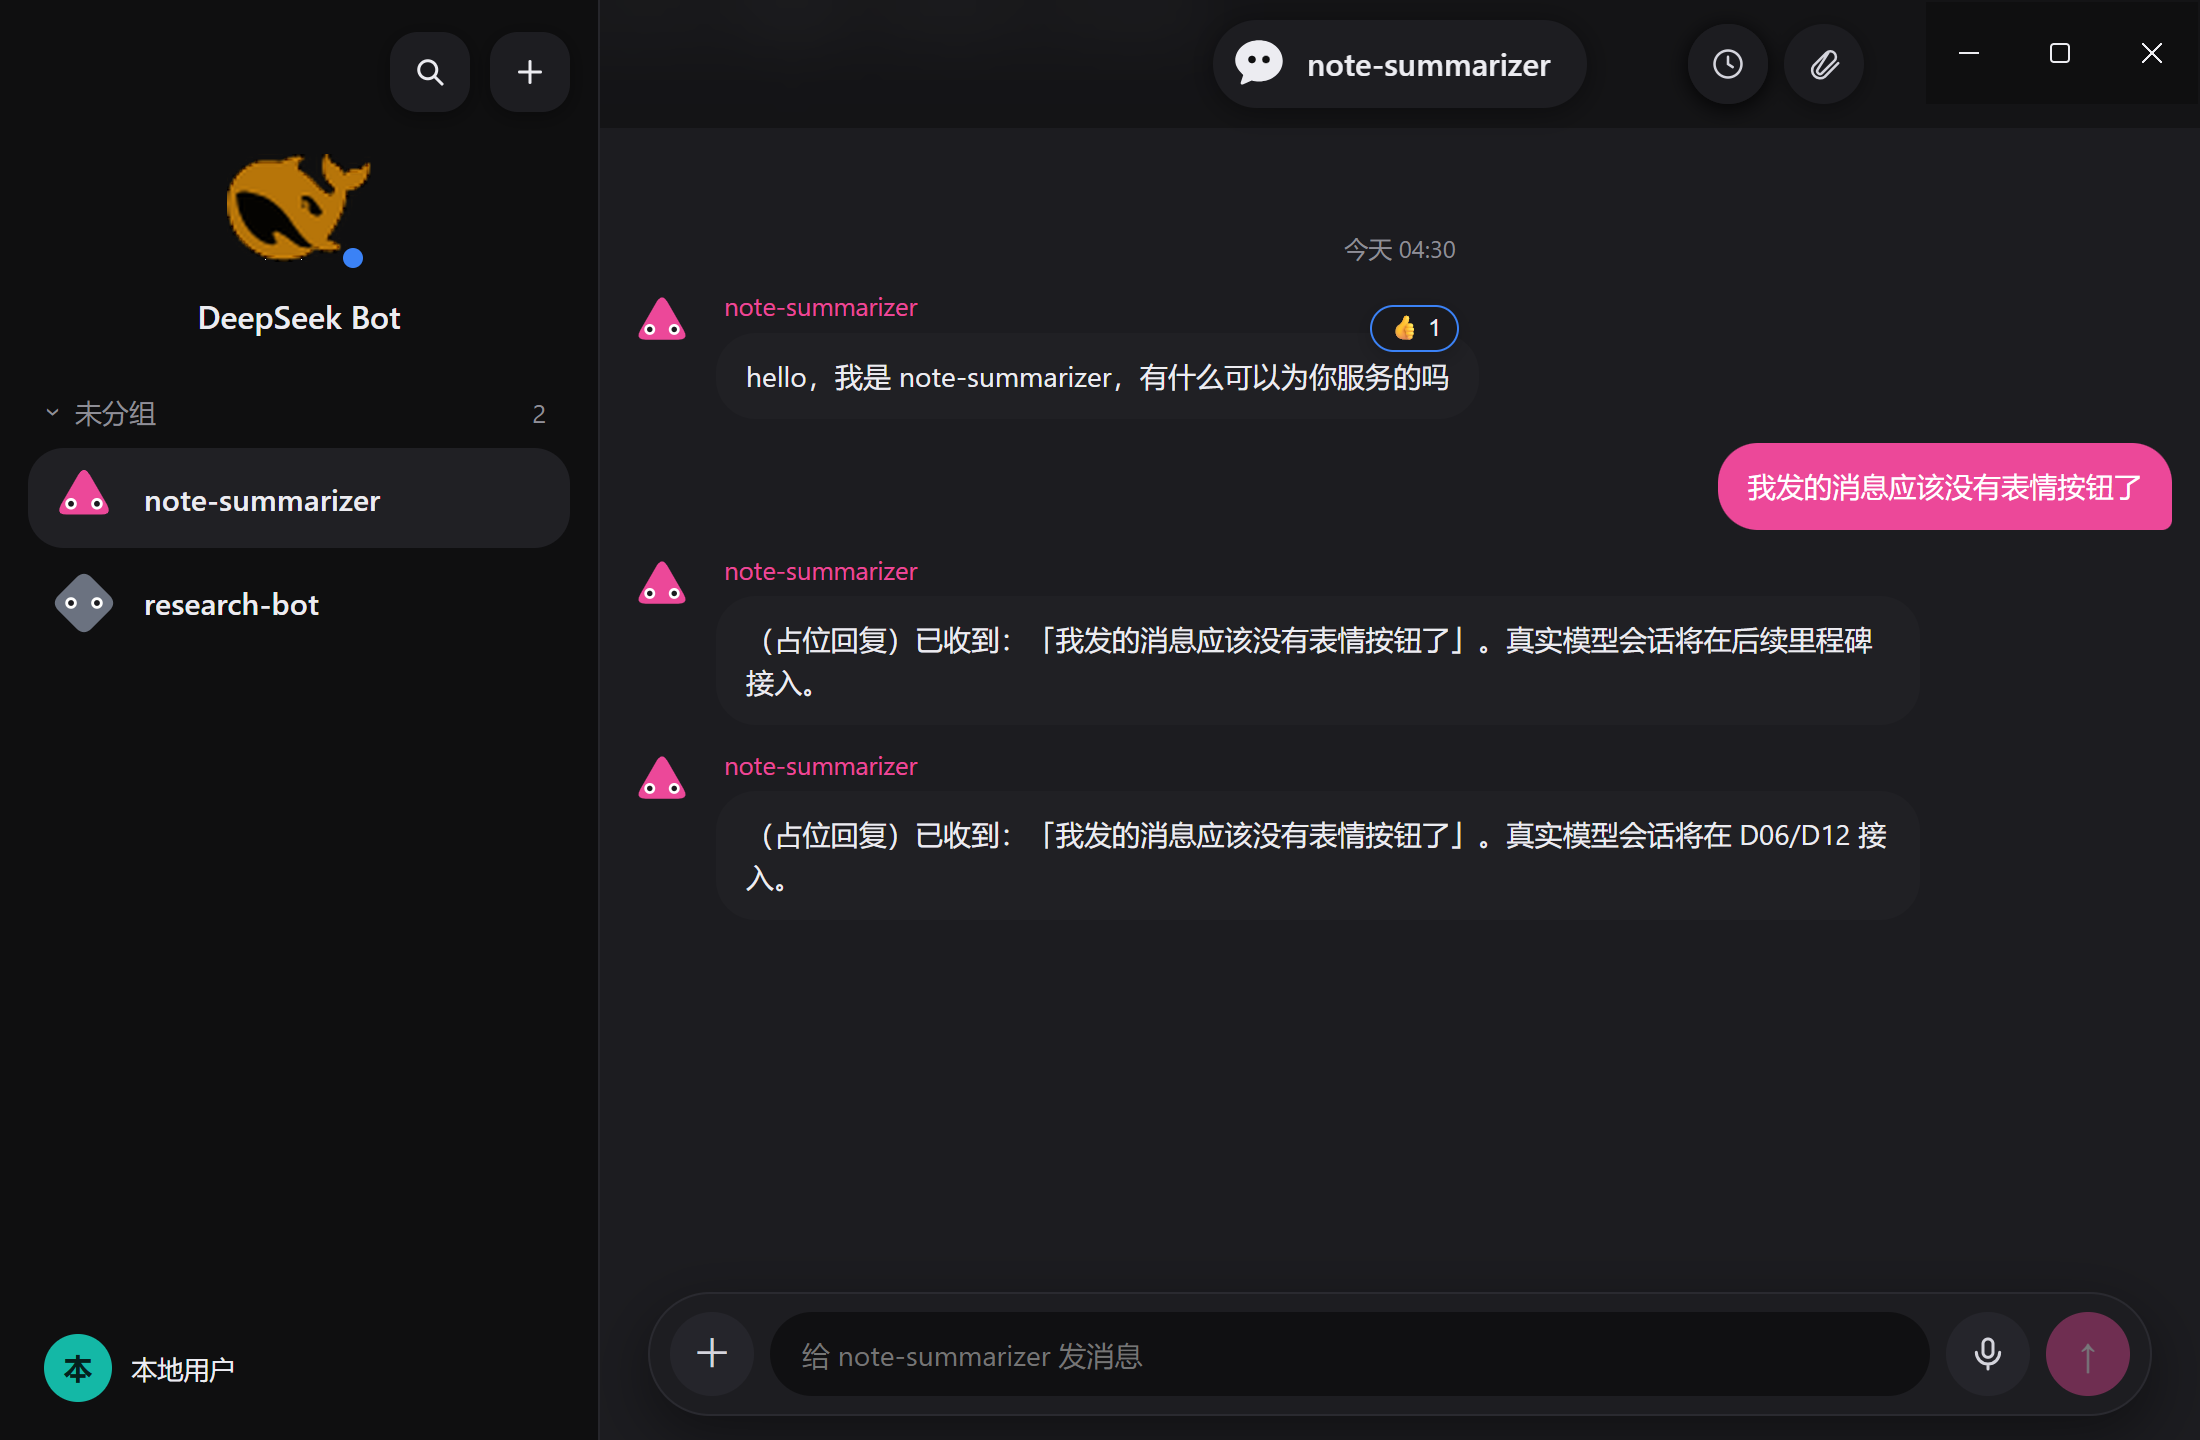 note-summarizer
DeepSeek Bot
未分组 2
note-summarizer
research-bot
本 本地用户
今天 04:30
note-summarizer
👍 1
hello，我是 note-summarizer，有什么可以为你服务的吗
我发的消息应该没有表情按钮了
note-summarizer
（占位回复）已收到：「我发的消息应该没有表情按钮了」。真实模型会话将在后续里程碑
接入。
note-summarizer
（占位回复）已收到：「我发的消息应该没有表情按钮了」。真实模型会话将在 D06/D12 接
入。
给 note-summarizer 发消息